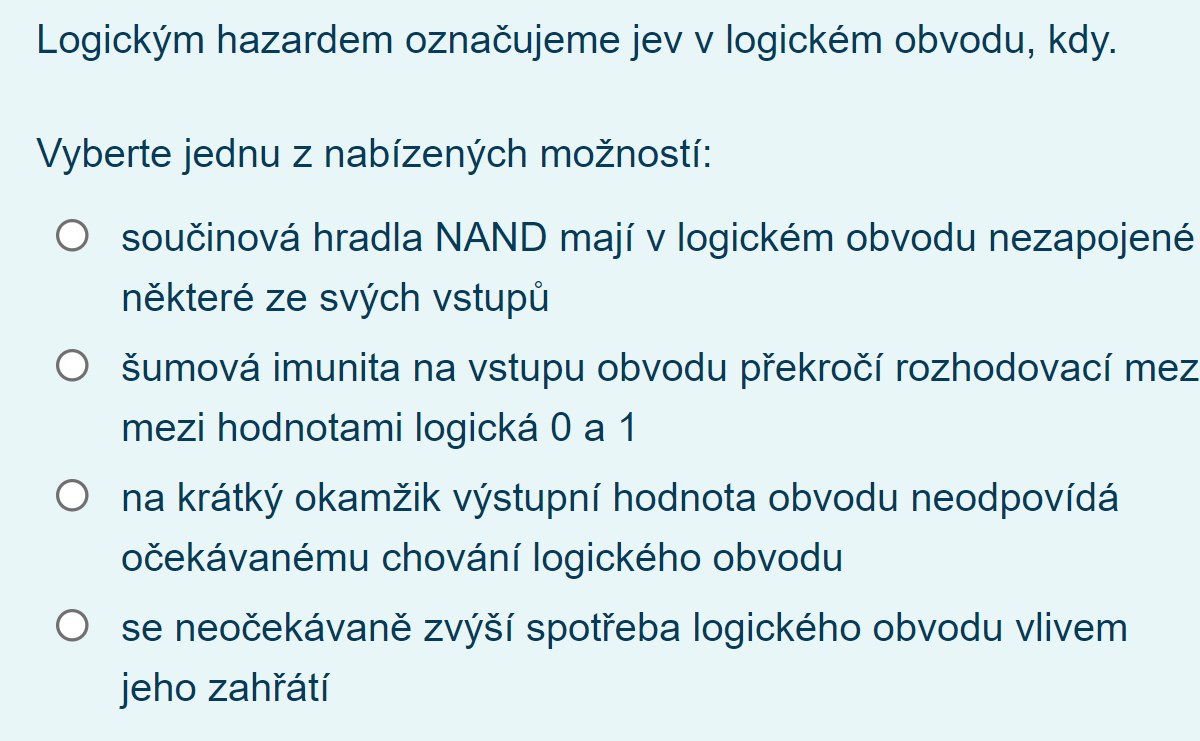 Logickým hazardem označujeme jev v logickém obvodu, kdy.
Vyberte jednu z nabízených možností:
součinová hradla NAND mají v logickém obvodu nezapojené
některé ze svých vstupů
šumová imunita na vstupu obvodu překročí rozhodovací mez
mezi hodnotami logická 0 a 1
na krátký okamžik výstupní hodnota obvodu neodpovídá
očekávanému chování logického obvodu
se neočekávaně zvýší spotřeba logického obvodu vlivem
jeho zahřátí